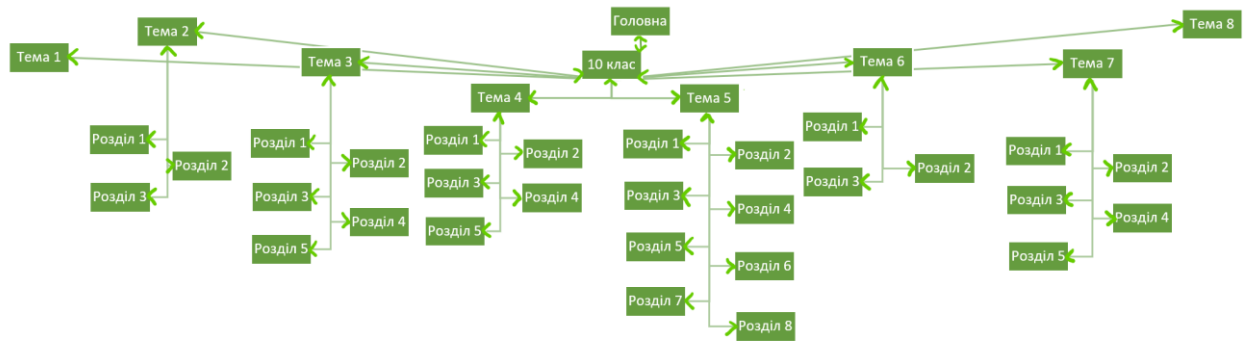 Головна
10 клас
Тема 1
Тема 2
Розділ 1
Розділ 2
Розділ 3
Тема 3
Розділ 1
Розділ 2
Розділ 3
Розділ 4
Розділ 5
Тема 4
Розділ 1
Розділ 2
Розділ 3
Розділ 4
Розділ 5
Тема 5
Розділ 1
Розділ 2
Розділ 3
Розділ 4
Розділ 5
Розділ 6
Розділ 7
Розділ 8
Тема 6
Розділ 1
Розділ 2
Розділ 3
Тема 7
Розділ 1
Розділ 2
Розділ 3
Розділ 4
Розділ 5
Тема 8